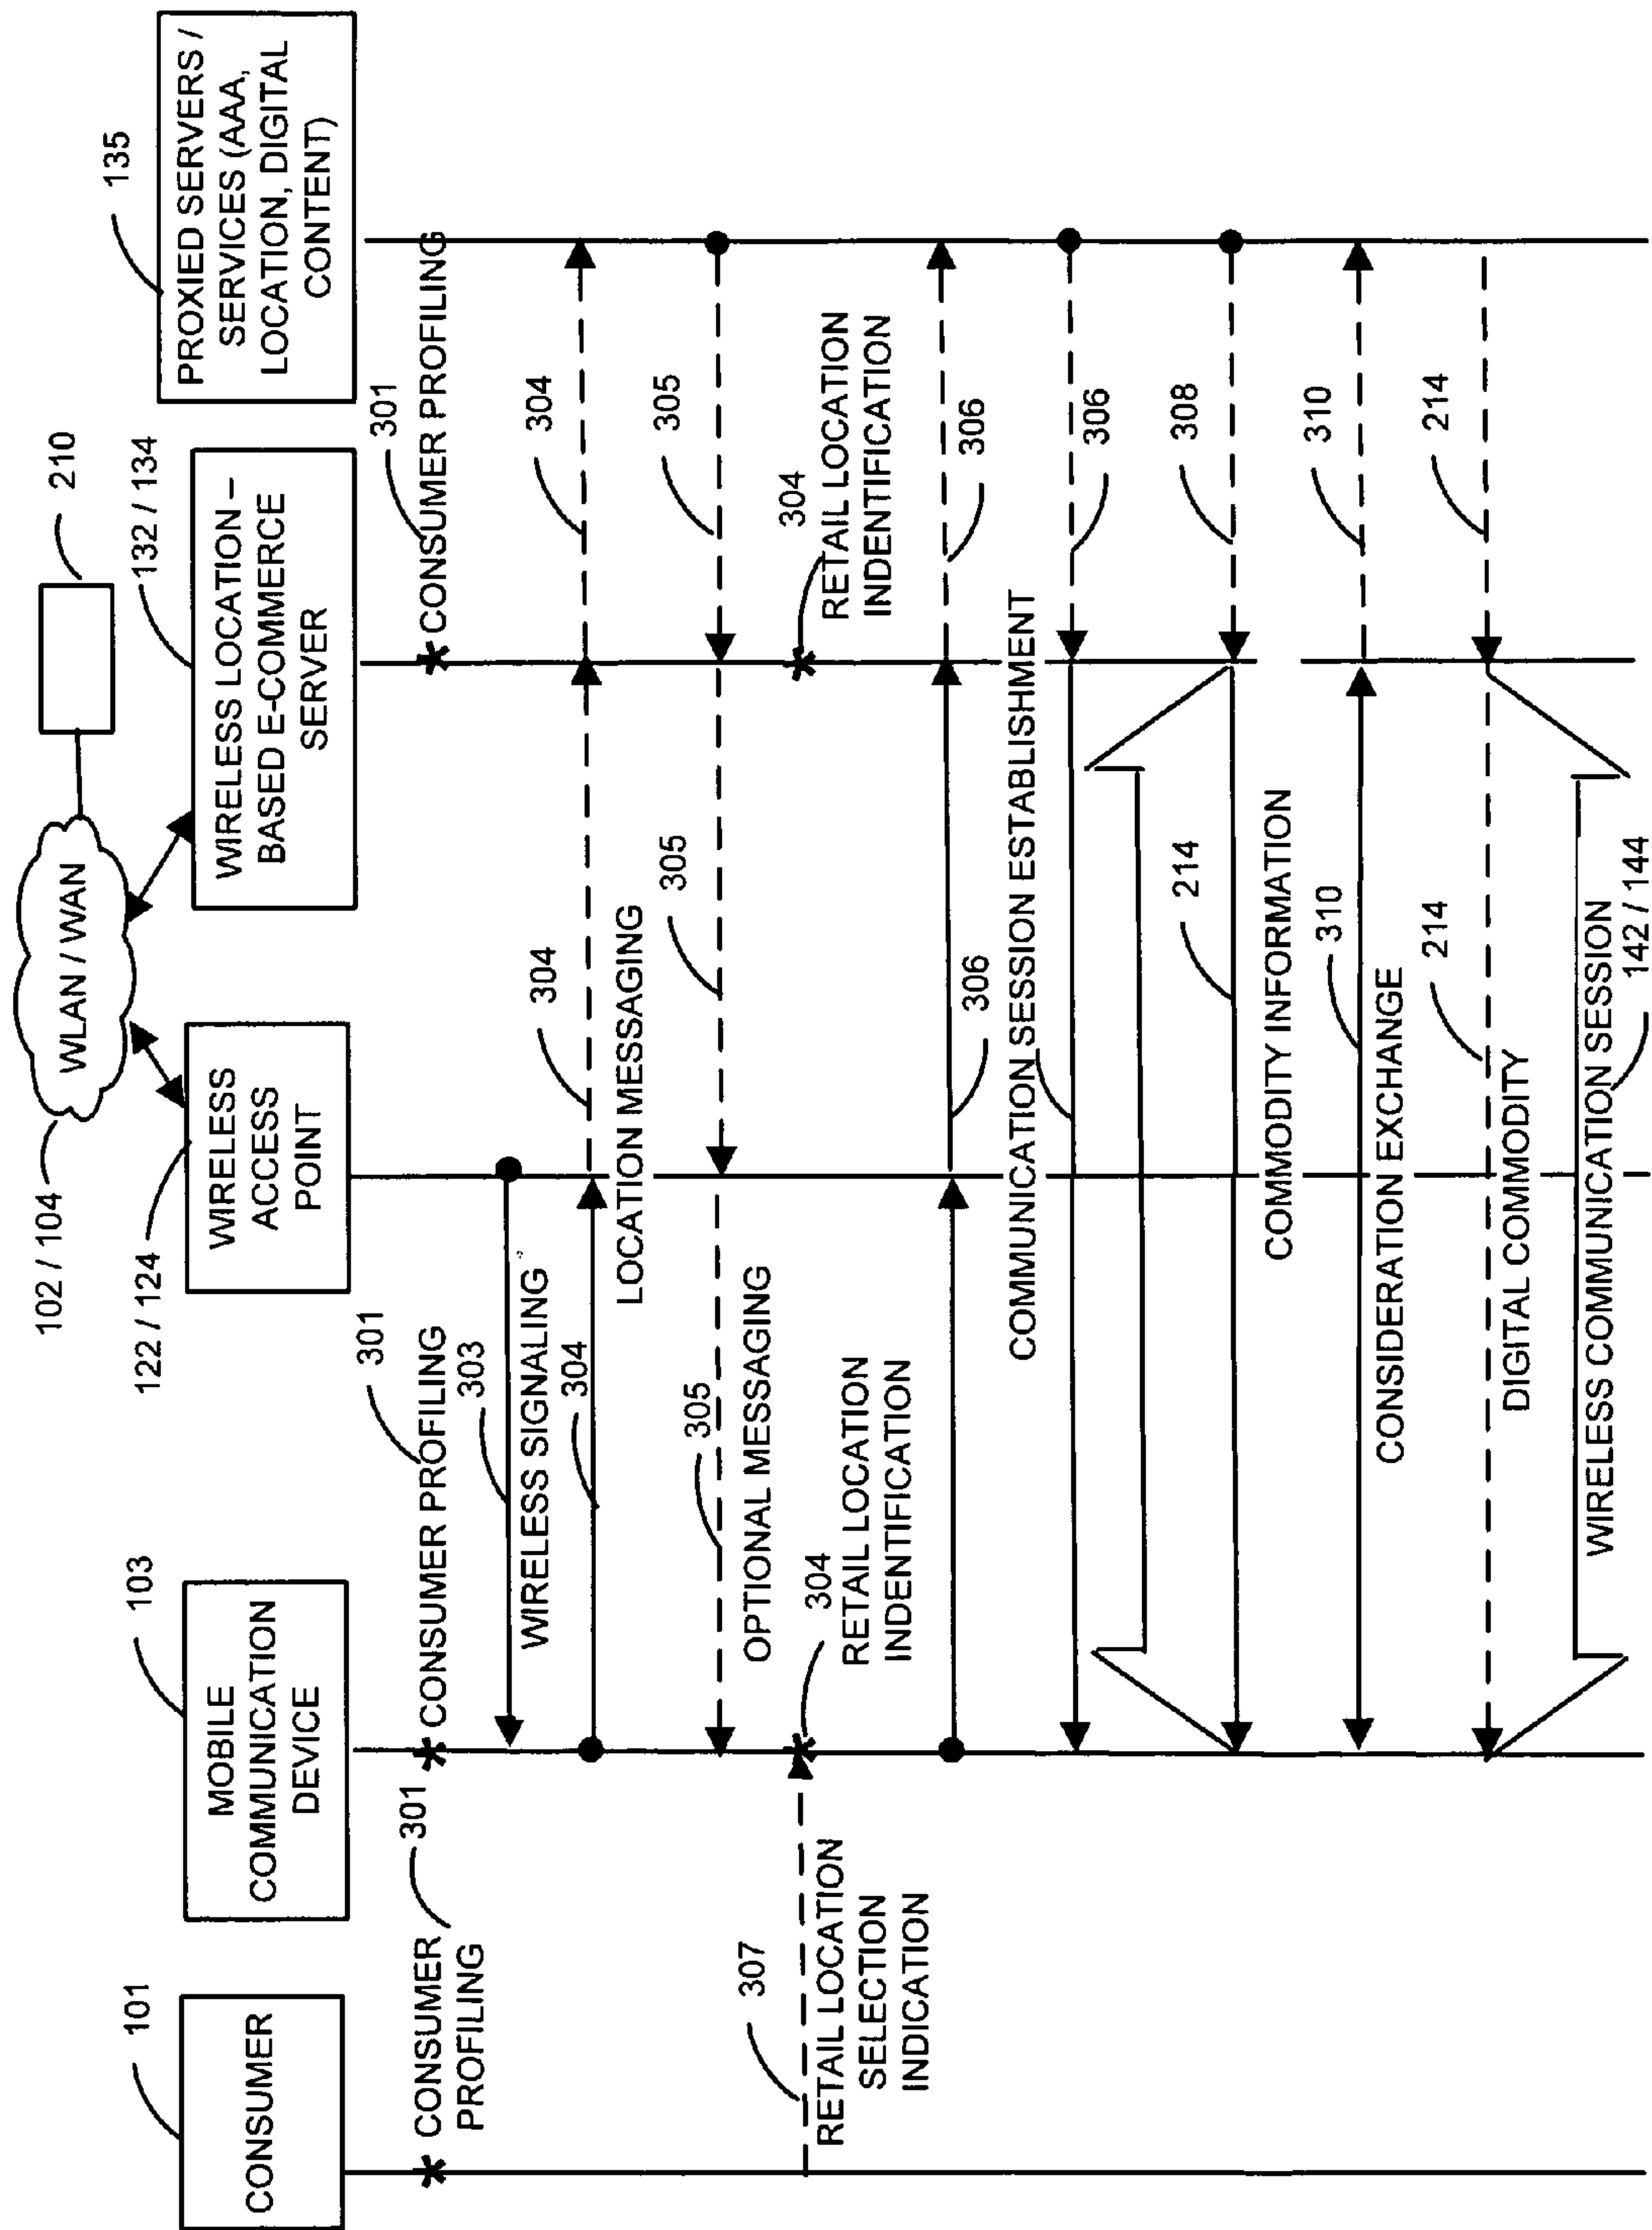 102 / 104
WLAN / WAN
210
101
CONSUMER
103
MOBILE
COMMUNICATION
DEVICE
122 / 124
WIRELESS
ACCESS
POINT
132 / 134
WIRELESS LOCATION –
BASED E-COMMERCE
SERVER
135
PROXIED SERVERS /
SERVICES (AAA,
LOCATION, DIGITAL
CONTENT)
301
CONSUMER
PROFILING
301
CONSUMER PROFILING
301
CONSUMER PROFILING
303
WIRELESS SIGNALING
304
304
304
LOCATION MESSAGING
305
305
305
OPTIONAL MESSAGING
307
RETAIL LOCATION
SELECTION
INDICATION
304
RETAIL LOCATION
INDENTIFICATION
304
RETAIL LOCATION
INDENTIFICATION
306
306
COMMUNICATION SESSION ESTABLISHMENT
306
214
308
COMMODITY INFORMATION
310
310
CONSIDERATION EXCHANGE
214
214
DIGITAL COMMODITY
WIRELESS COMMUNICATION SESSION
142 / 144